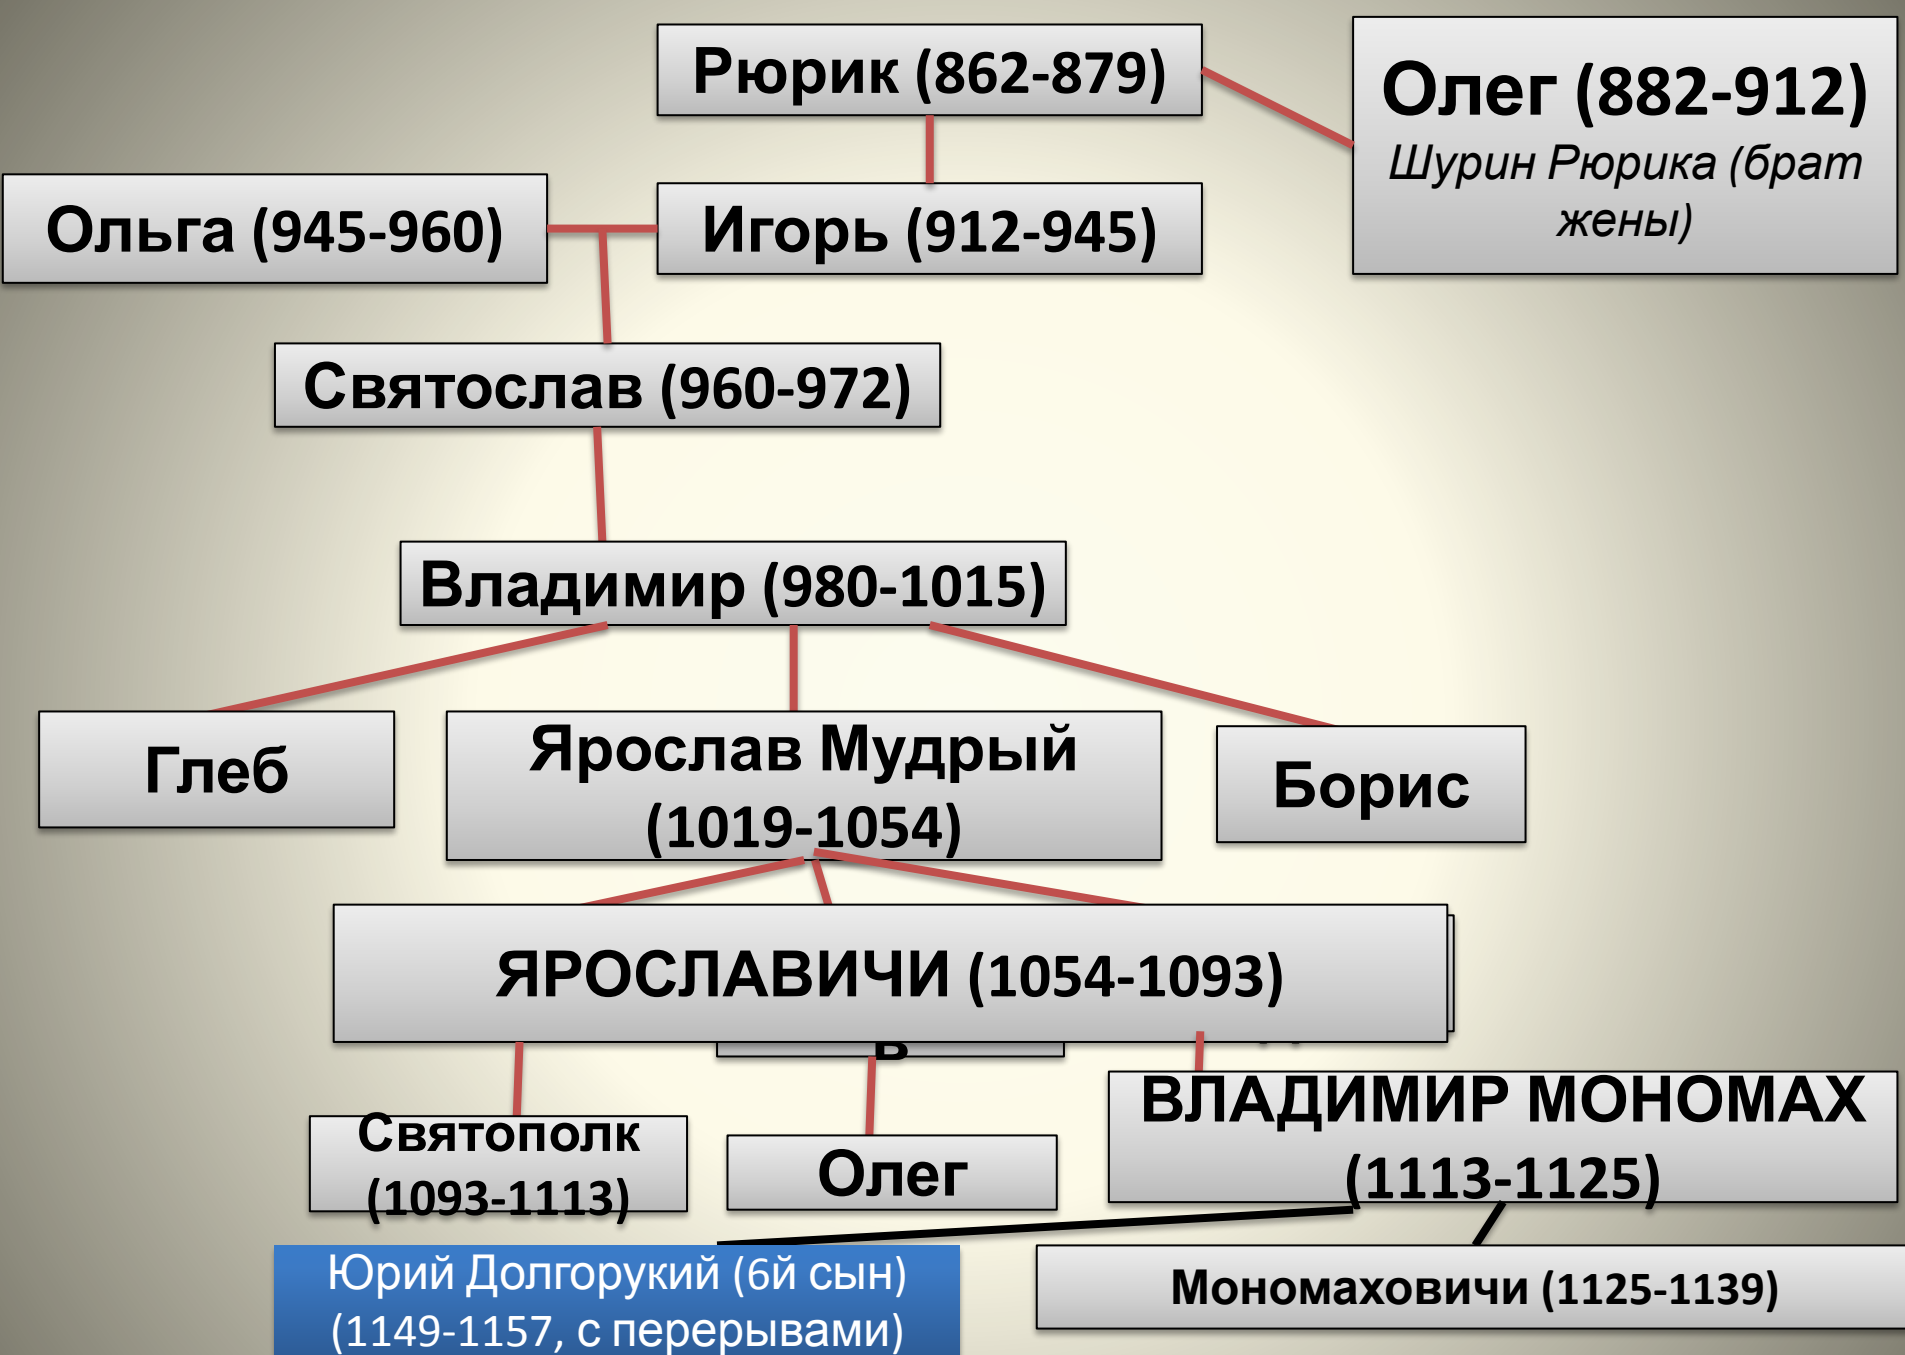 Рюрик (862-879)
Олег (882-912)
Шурин Рюрика (брат
жены)
Ольга (945-960)
Игорь (912-945)
Святослав (960-972)
Владимир (980-1015)
Глеб
Ярослав Мудрый
(1019-1054)
Борис
ЯРОСЛАВИЧИ (1054-1093)
в
Святополк
(1093-1113)
Олег
ВЛАДИМИР МОНОМАХ
(1113-1125)
Юрий Долгорукий (6й сын)
(1149-1157, с перерывами)
Мономаховичи (1125-1139)